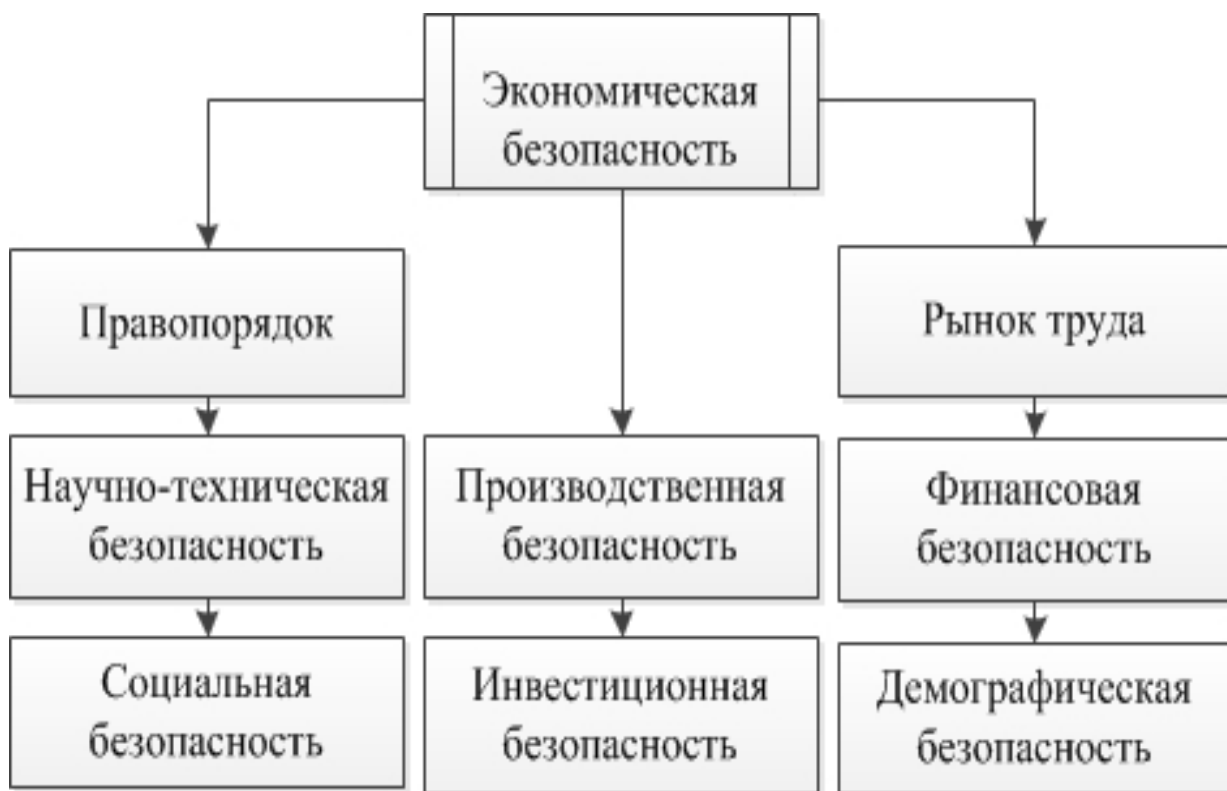 Экономическая
безопасность
Правопорядок
Рынок труда
Научно-техническая
безопасность
Производственная
безопасность
Финансовая
безопасность
Социальная
безопасность
Инвестиционная
безопасность
Демографическая
безопасность